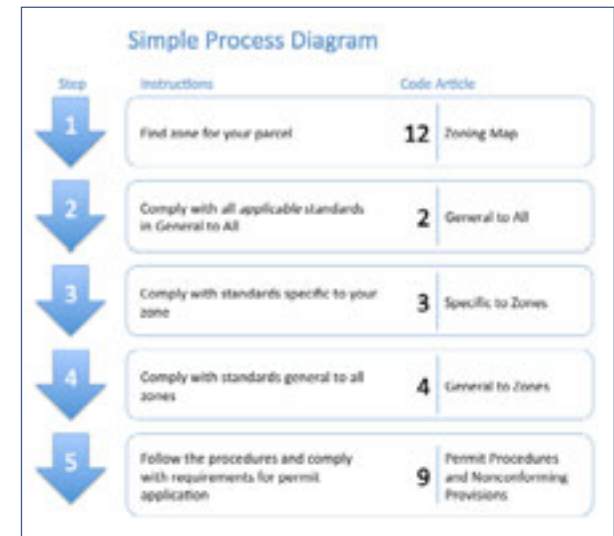 Simple Process Diagram
Step Instructions Code Article
1 Find zone for your parcel 12 Zoning Map
2 Comply with all applicable standards
in General to All 2 General to All
3 Comply with standards specific to your
zone 3 Specific to Zones
4 Comply with standards general to all
zones 4 General to Zones
5 Follow the procedures and comply
with requirements for permit
application 9 Permit Procedures
and Nonconforming
Provisions